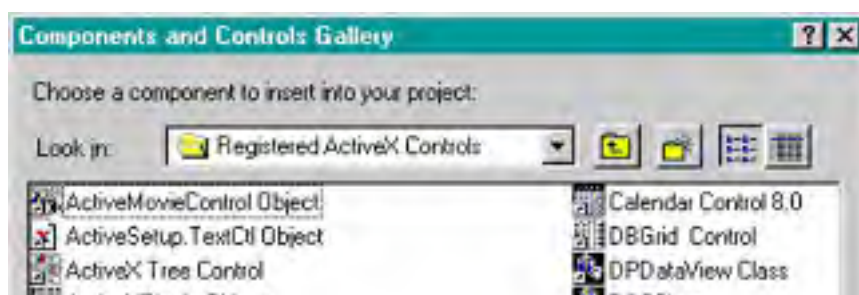 Components and Controls Gallery
Choose a component to insert into your project:
Look in: Registered ActiveX Controls
ActiveMovieControl Object Calendar Control 8.0
ActiveSetup.TextCtl Object DBGrid Control
ActiveX Tree Control DPDataView Class